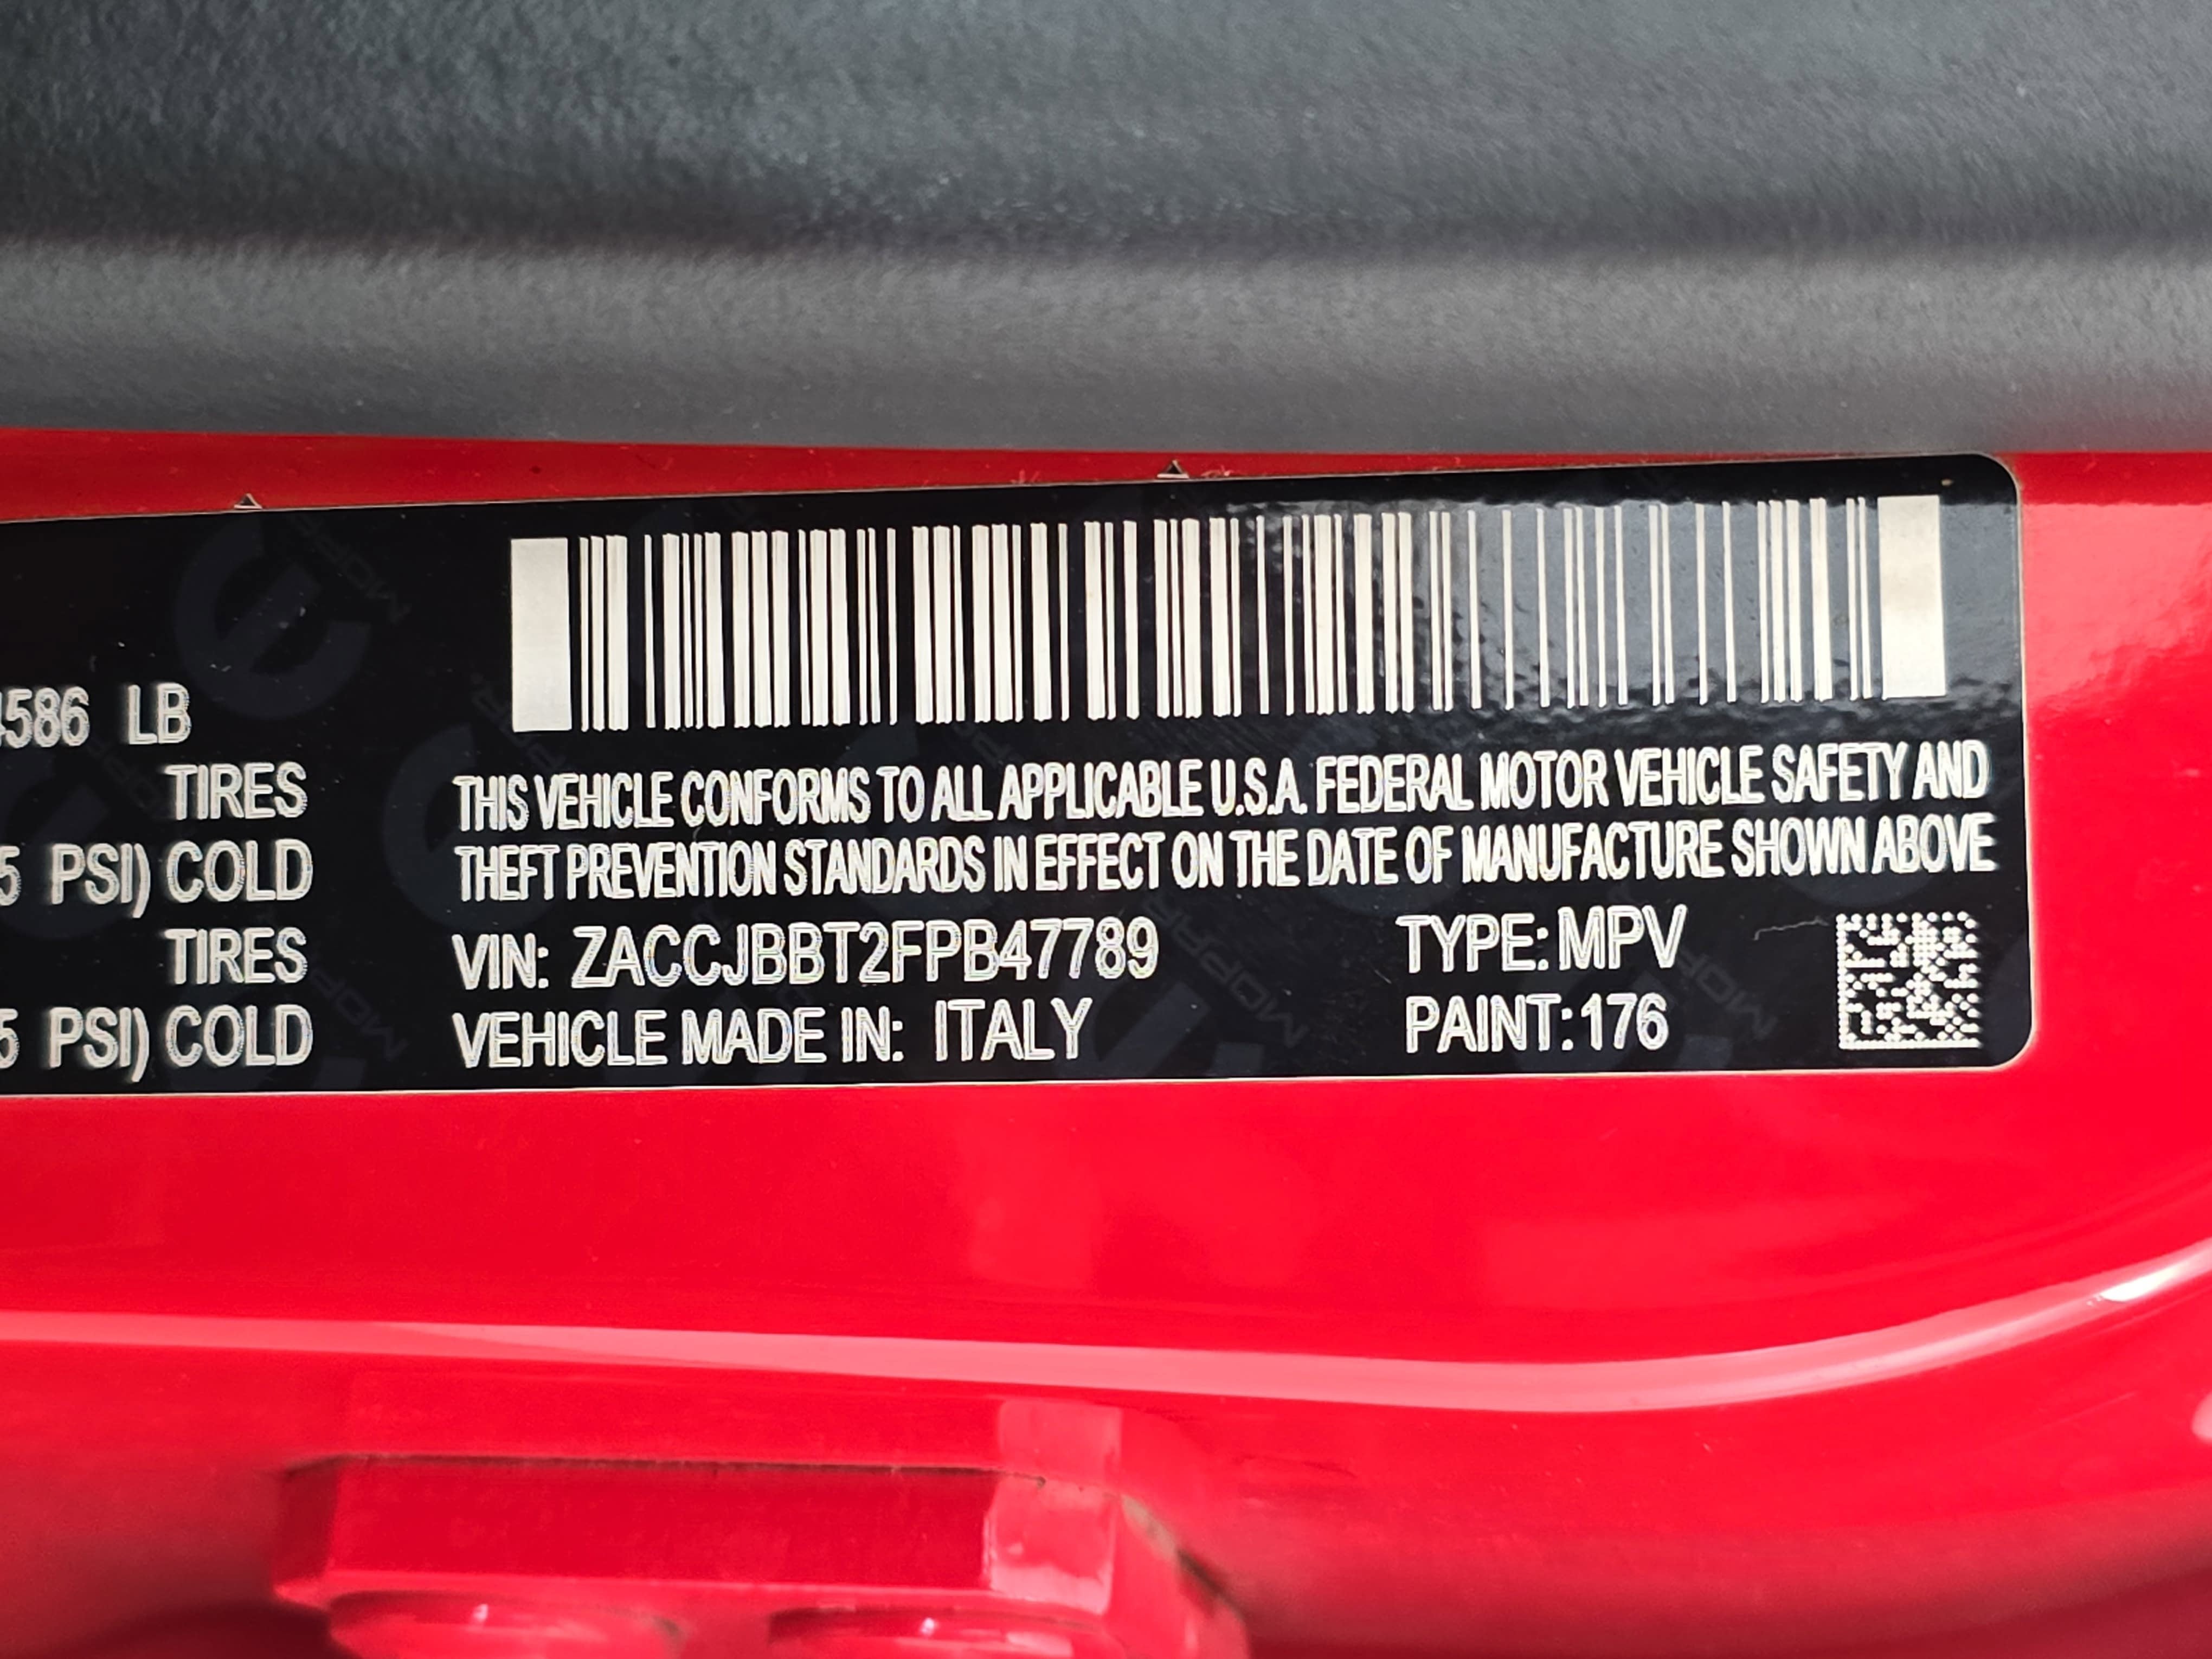 4586 LB
TIRES
5 PSI) COLD
TIRES
5 PSI) COLD
THIS VEHICLE CONFORMS TO ALL APPLICABLE U.S.A. FEDERAL MOTOR VEHICLE SAFETY AND
THEFT PREVENTION STANDARDS IN EFFECT ON THE DATE OF MANUFACTURE SHOWN ABOVE
VIN: ZACCJBBT2FPB47789 TYPE: MPV
VEHICLE MADE IN: ITALY PAINT: 176
MOPAR